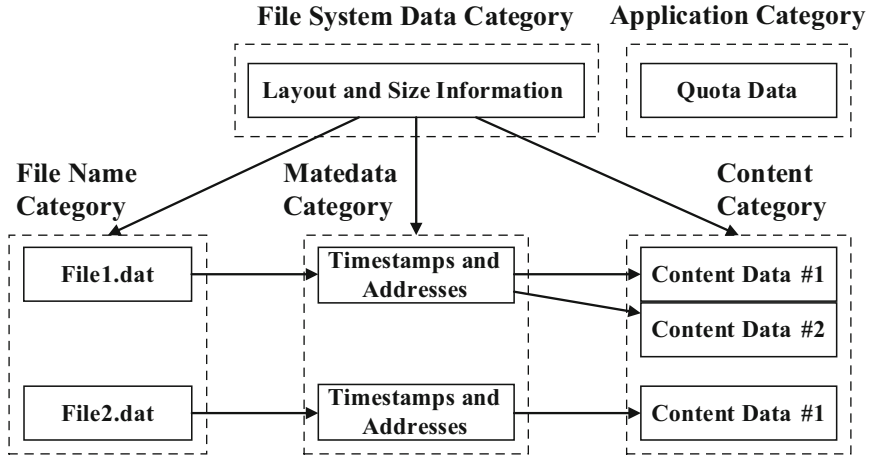 File System Data Category
Application Category
Layout and Size Information
Quota Data
File Name
Category
Matedata
Category
Content
Category
File1.dat
Timestamps and
Addresses
Content Data #1
Content Data #2
File2.dat
Timestamps and
Addresses
Content Data #1